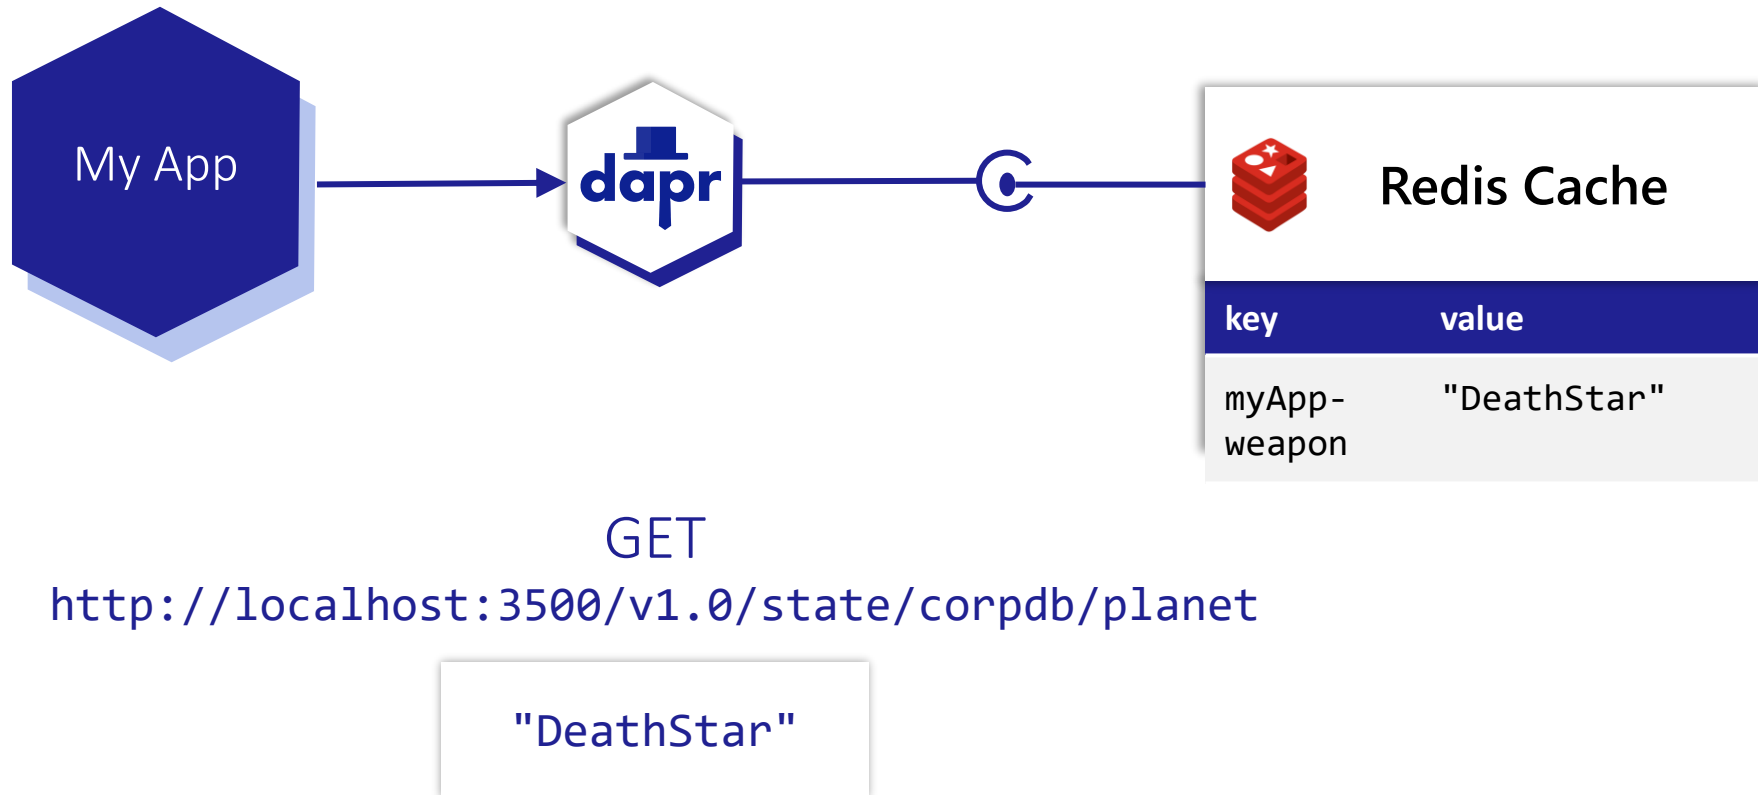 My App
dapr
Redis Cache
key value
myApp- "DeathStar"
weapon
GET
http://localhost:3500/v1.0/state/corpdb/planet
"DeathStar"